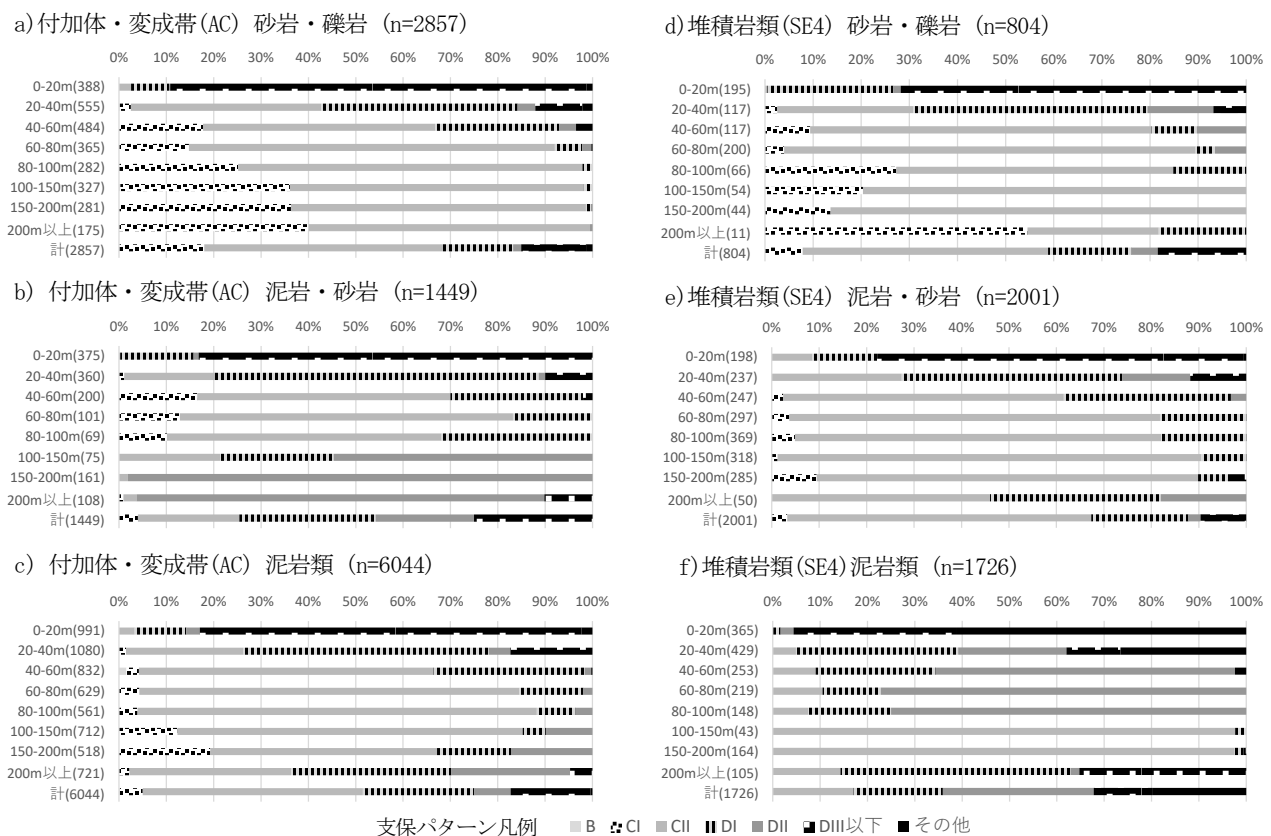 a)付加体・変成帯(AC) 砂岩・礫岩 (n=2857)
0% 10% 20% 30% 40% 50% 60% 70% 80% 90% 100%
0-20m(388)
20-40m(555)
40-60m(484)
60-80m(365)
80-100m(282)
100-150m(327)
150-200m(281)
200m以上(175)
計(2857)
b) 付加体・変成帯(AC) 泥岩・砂岩 (n=1449)
0% 10% 20% 30% 40% 50% 60% 70% 80% 90% 100%
0-20m(375)
20-40m(360)
40-60m(200)
60-80m(101)
80-100m(69)
100-150m(75)
150-200m(161)
200m以上(108)
計(1449)
c) 付加体・変成帯(AC) 泥岩類 (n=6044)
0% 10% 20% 30% 40% 50% 60% 70% 80% 90% 100%
0-20m(991)
20-40m(1080)
40-60m(832)
60-80m(629)
80-100m(561)
100-150m(712)
150-200m(518)
200m以上(721)
計(6044)
d)堆積岩類(SE4) 砂岩・礫岩 (n=804)
0% 10% 20% 30% 40% 50% 60% 70% 80% 90% 100%
0-20m(195)
20-40m(117)
40-60m(117)
60-80m(200)
80-100m(66)
100-150m(54)
150-200m(44)
200m以上(11)
計(804)
e)堆積岩類(SE4) 泥岩・砂岩 (n=2001)
0% 10% 20% 30% 40% 50% 60% 70% 80% 90% 100%
0-20m(198)
20-40m(237)
40-60m(247)
60-80m(297)
80-100m(369)
100-150m(318)
150-200m(285)
200m以上(50)
計(2001)
f)堆積岩類(SE4)泥岩類 (n=1726)
0% 10% 20% 30% 40% 50% 60% 70% 80% 90% 100%
0-20m(365)
20-40m(429)
40-60m(253)
60-80m(219)
80-100m(148)
100-150m(43)
150-200m(164)
200m以上(105)
計(1726)
支保パターン凡例 B CI CII DI DII DIII以下 その他